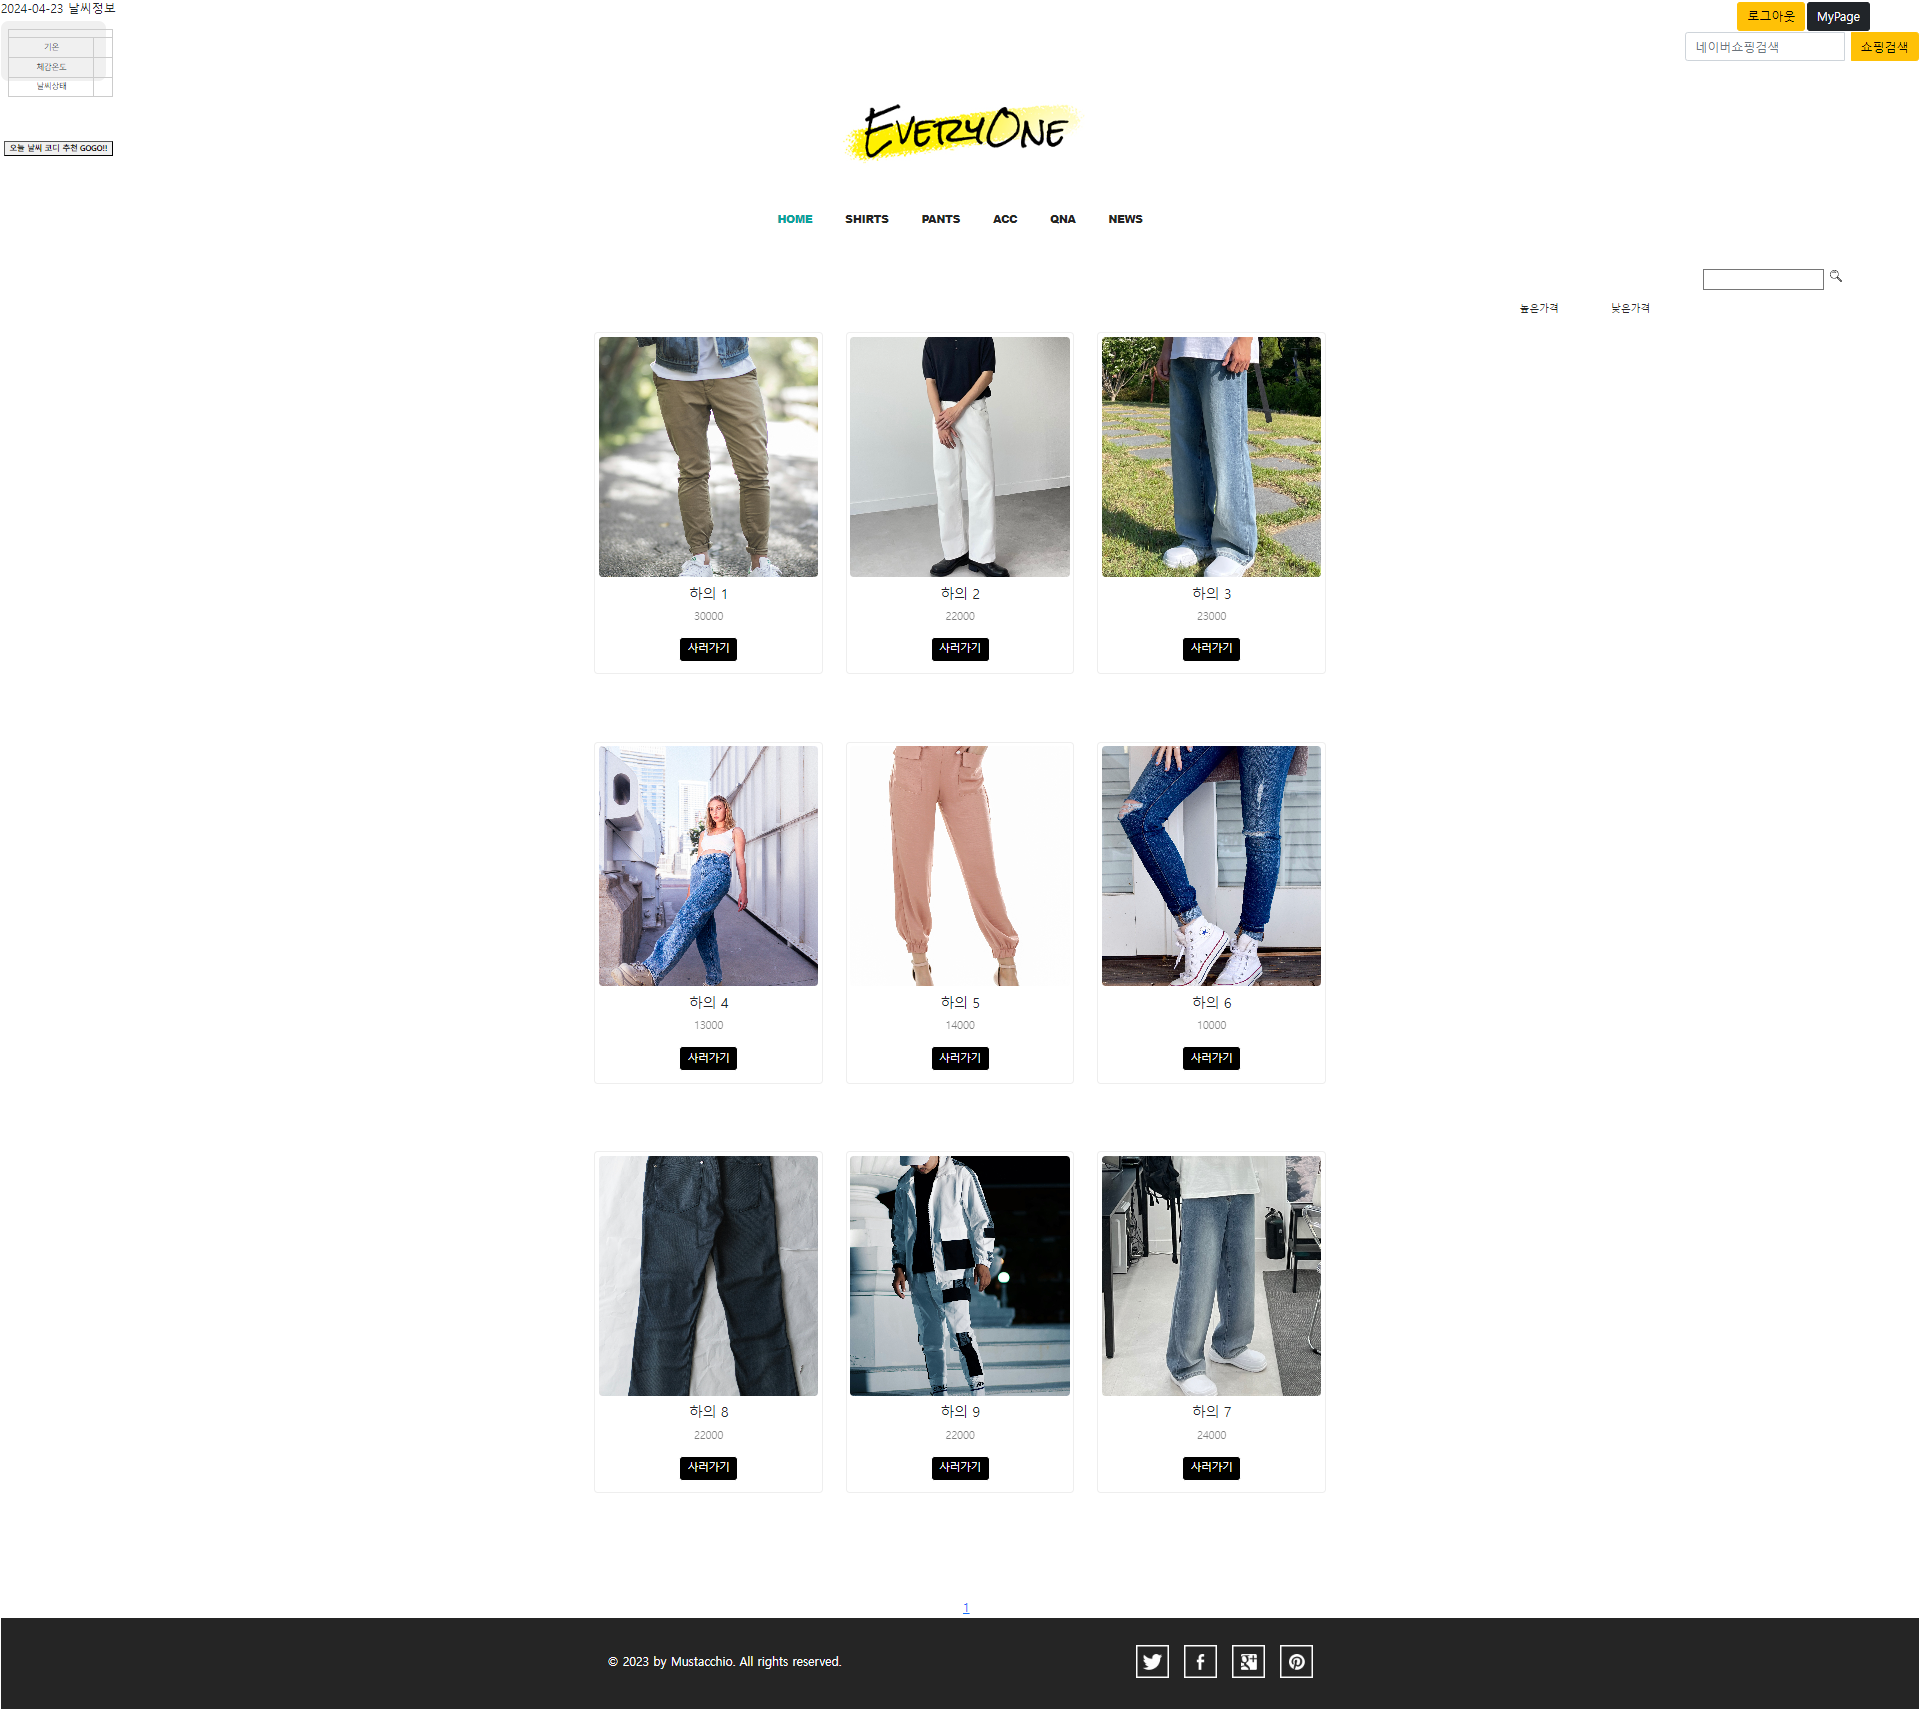 2024-04-23 날씨정보
로그아웃 MyPage
네이버쇼핑검색 쇼핑검색
기온
체감온도
날씨상태
오늘 날씨 코디 추천 GOGO!!
EVERYONE
HOME SHIRTS PANTS ACC QNA NEWS
높은가격 낮은가격
하의 1
30000
사러가기
하의 2
22000
사러가기
하의 3
23000
사러가기
하의 4
13000
사러가기
하의 5
14000
사러가기
하의 6
10000
사러가기
하의 8
22000
사러가기
하의 9
22000
사러가기
하의 7
24000
사러가기
1
© 2023 by Mustacchio. All rights reserved.